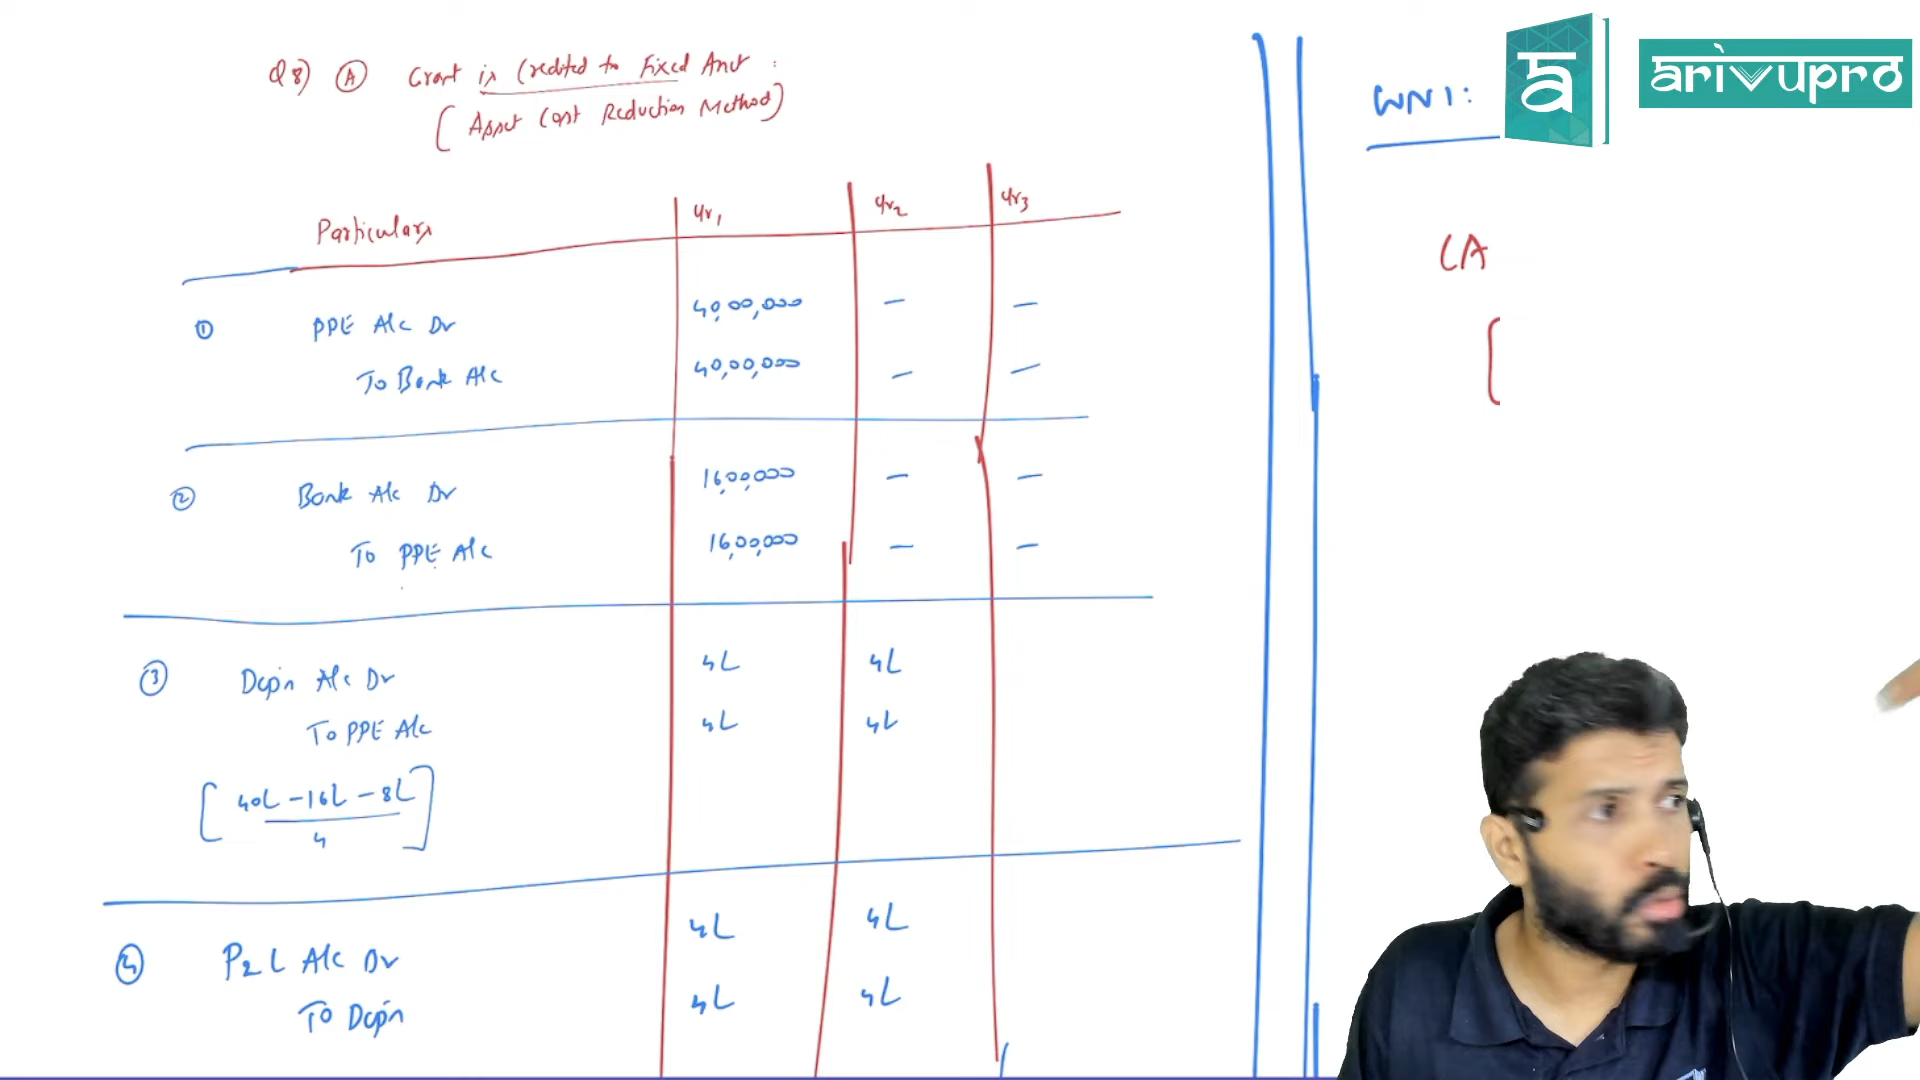 Q8) (A) Grant is Credited to Fixed Asset :
[Asset Cost Reduction Method]
Particulars Yr1 Yr2 Yr3
① PPE A/c Dr 40,00,000 — —
To Bank A/c 40,00,000 — —
② Bank A/c Dr 16,00,000 — —
To PPE A/c 16,00,000 — —
③ Depn A/c Dr 4L 4L
To PPE A/c 4L 4L
[40L - 16L - 8L
4]
④ P2L A/c Dr 4L 4L
To Depn 4L 4L
WN1:
CA
[
ā
arivupro